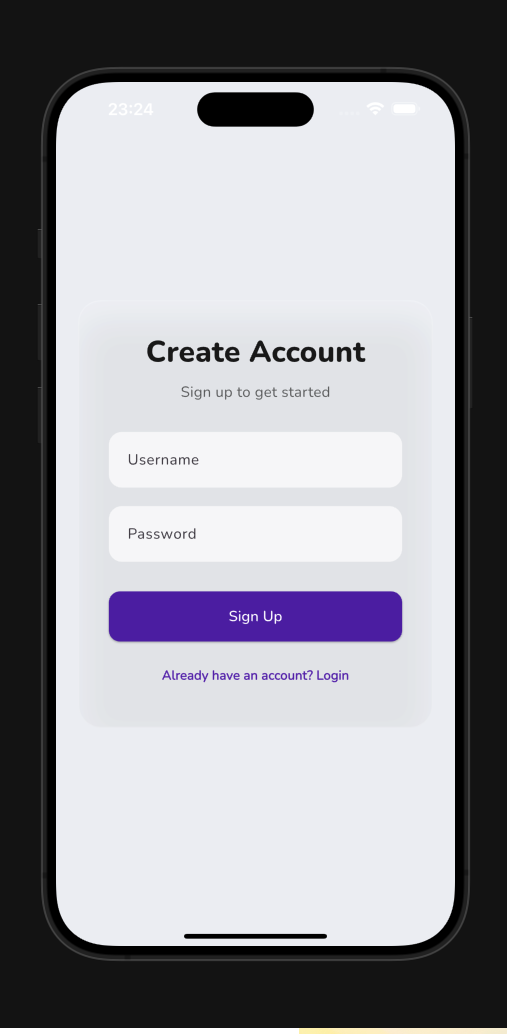 23:24
Create Account
Sign up to get started
Username
Password
Sign Up
Already have an account? Login